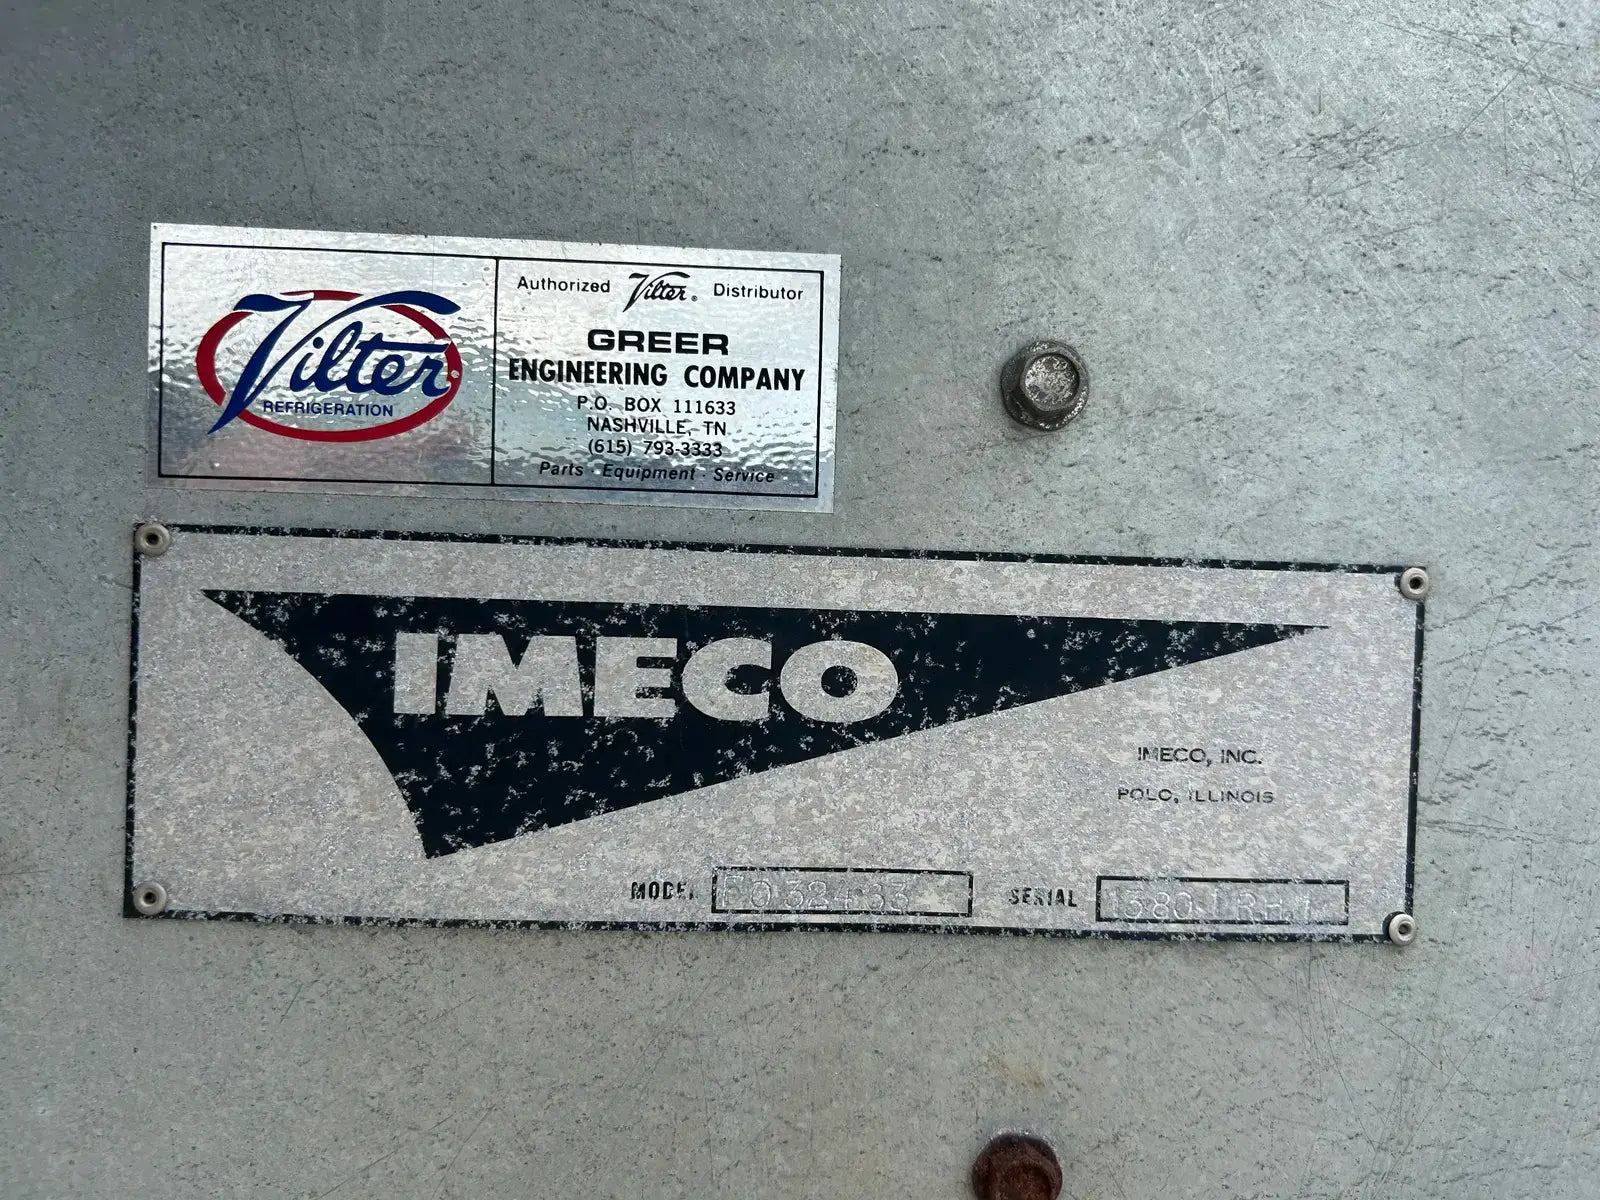 Vilter
REFRIGERATION
Authorized Vilter® Distributor
GREER
ENGINEERING COMPANY
P.O. BOX 111633
NASHVILLE, TN
(615) 793-3333
Parts · Equipment · Service
IMECO
IMECO, INC.
POLO, ILLINOIS
MODEL
SERIAL